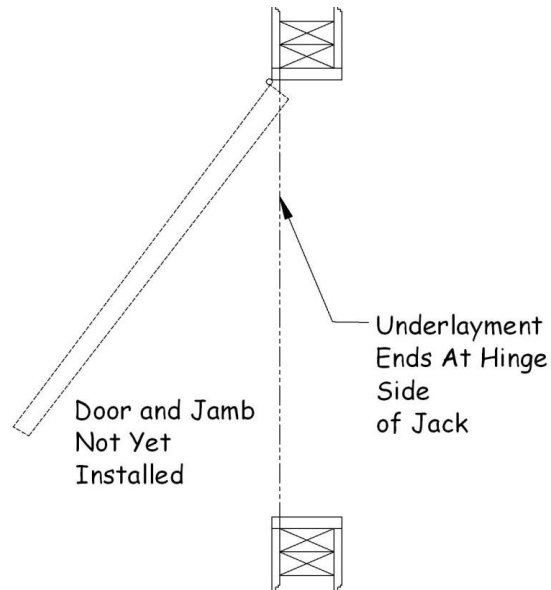 Underlayment
Ends At Hinge
Side
of Jack
Door and Jamb
Not Yet
Installed